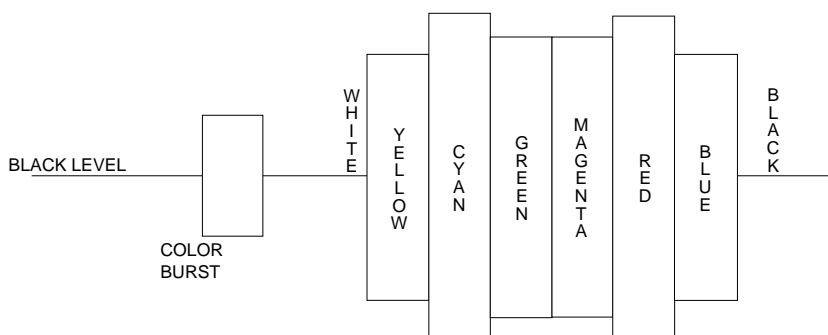 BLACK LEVEL
COLOR
BURST
WHITE
YELLOW
CYAN
GREEN
MAGENTA
RED
BLUE
BLACK